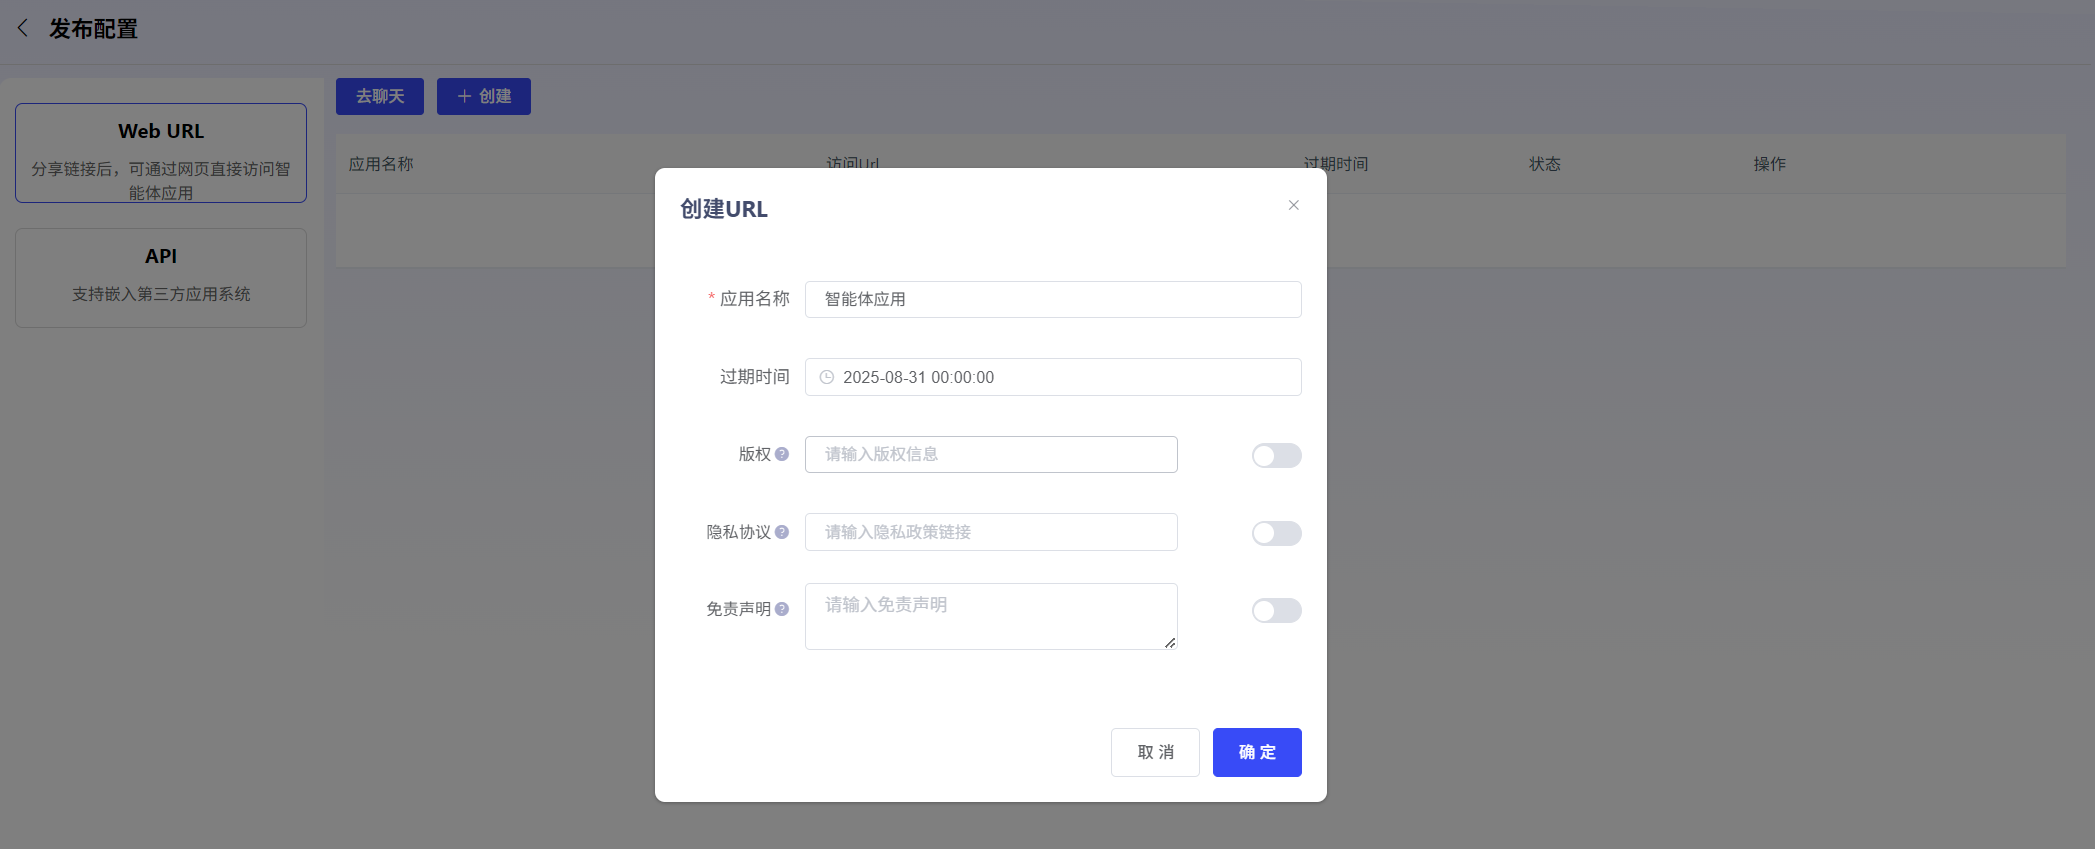 发布配置
Web URL
分享链接后，可通过网页直接访问智
能体应用
API
支持嵌入第三方应用系统
去聊天
创建
应用名称
访问Url
过期时间
状态
操作
创建URL
* 应用名称
智能体应用
过期时间
2025-08-31 00:00:00
版权
请输入版权信息
隐私协议
请输入隐私政策链接
免责声明
请输入免责声明
取 消
确 定